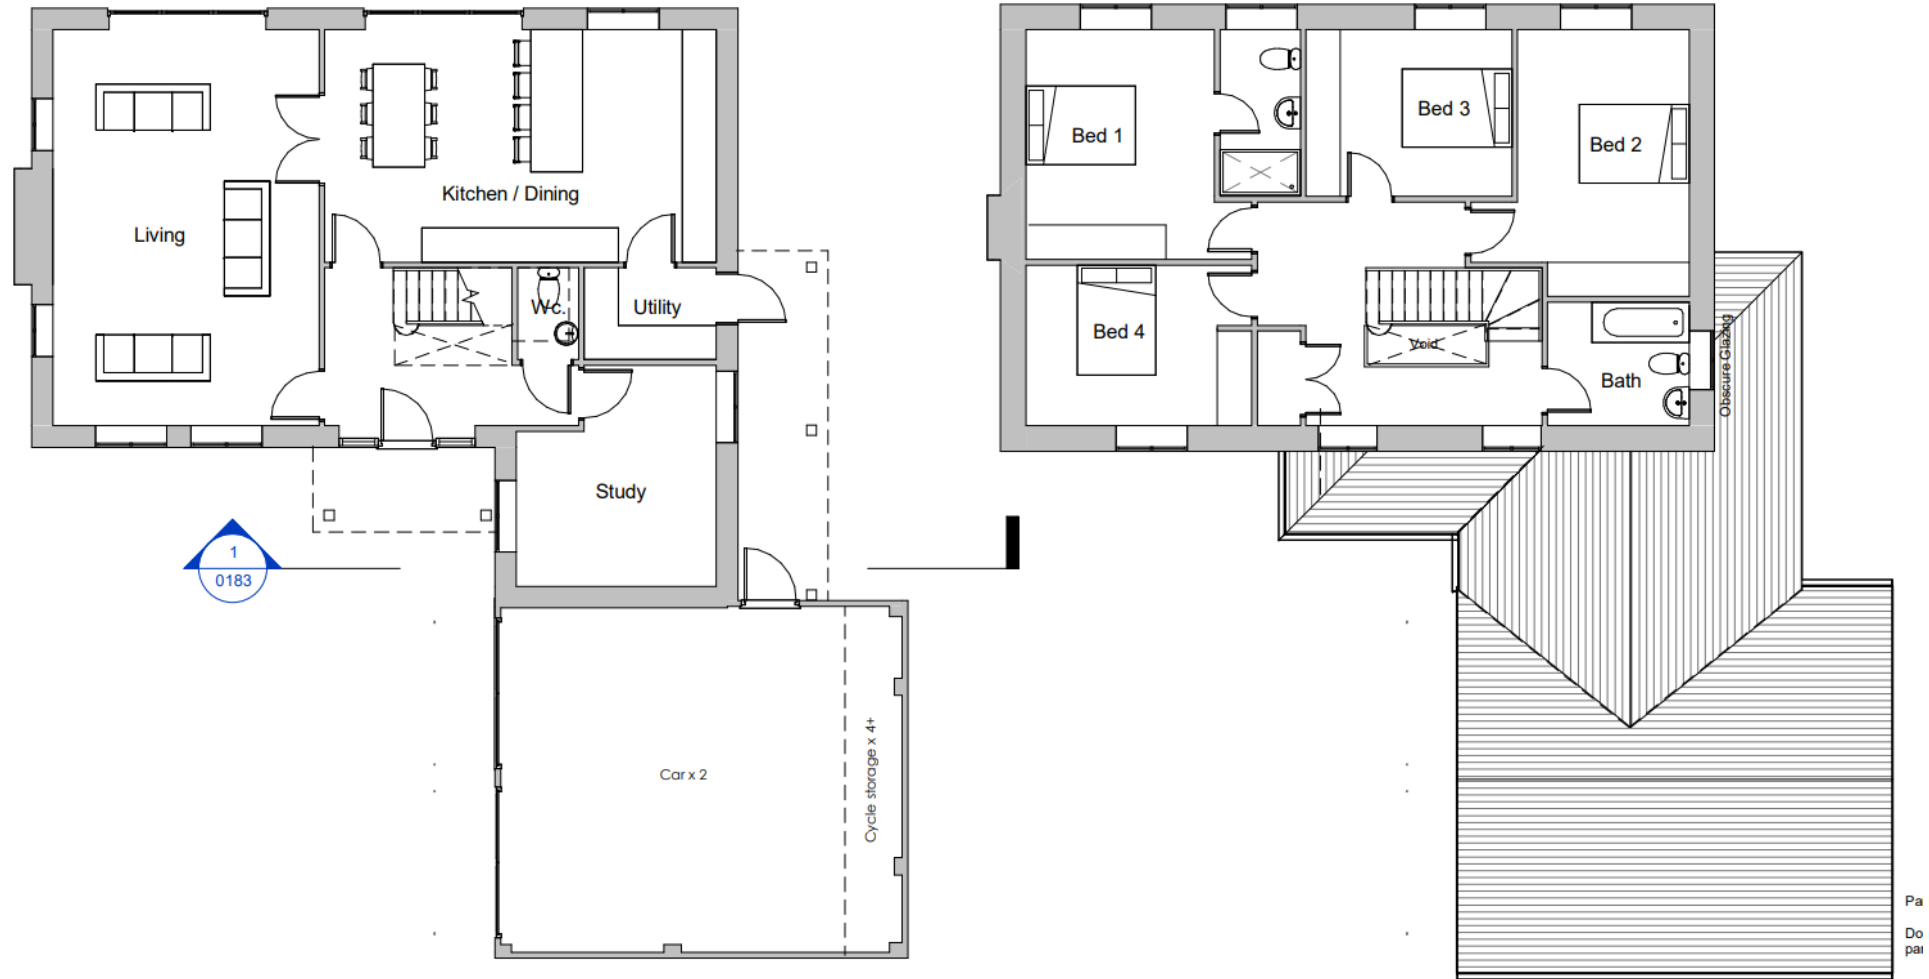 Living
Kitchen / Dining
Wc.
Utility
Study
1
0183
Car x 2
Cycle storage x 4+
Bed 1
Bed 3
Bed 2
Bed 4
Void
Bath
Obscure Glazing